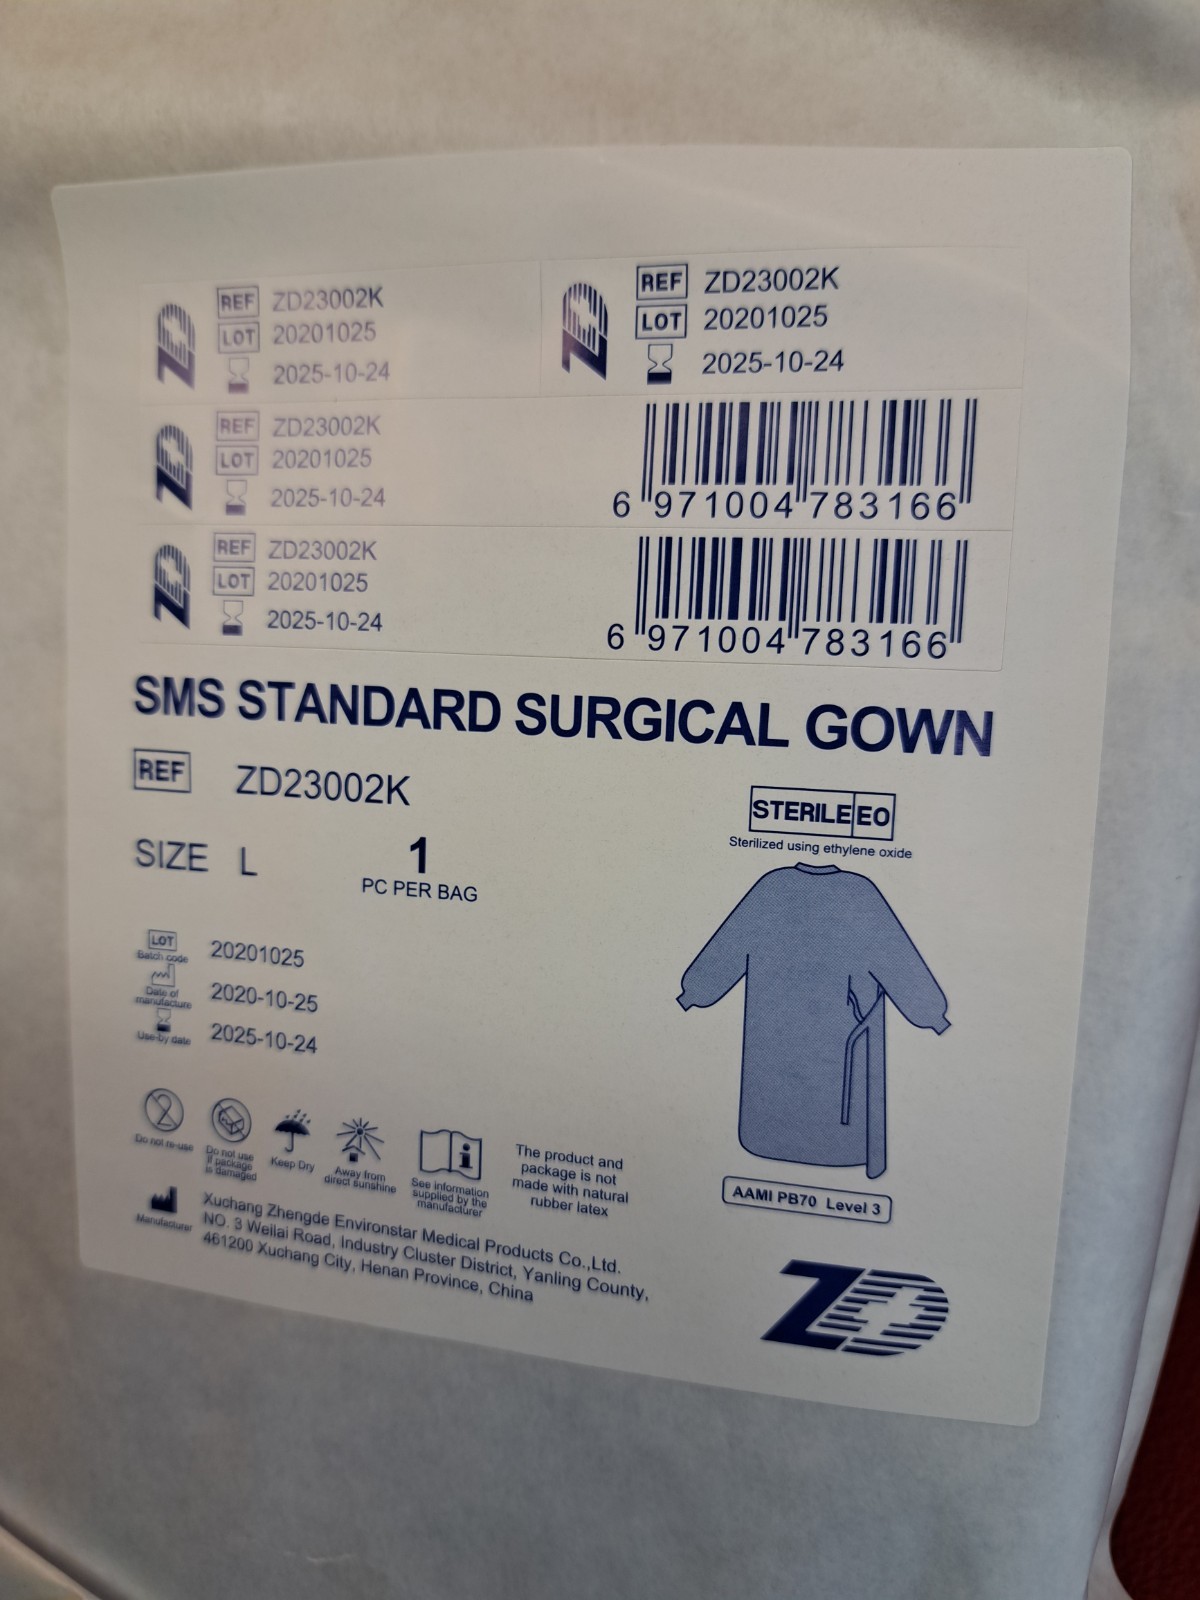 ZD
REF ZD23002K
LOT 20201025
2025-10-24
ZD
REF ZD23002K
LOT 20201025
2025-10-24
ZD
REF ZD23002K
LOT 20201025
2025-10-24
6 971004 783166
ZD
REF ZD23002K
LOT 20201025
2025-10-24
6 971004 783166
SMS STANDARD SURGICAL GOWN
REF ZD23002K
SIZE L
1
PC PER BAG
STERILE EO
Sterilized using ethylene oxide
LOT
Batch code
20201025
Date of
manufacture
2020-10-25
Use-by date
2025-10-24
2
Do not re-use
Do not use
if package
is damaged
Keep Dry
Away from
direct sunshine
i
See information
supplied by the
manufacturer
The product and
package is not
made with natural
rubber latex
AAMI PB70 Level 3
Manufacturer
Xuchang Zhengde Environstar Medical Products Co.,Ltd.
NO. 3 Weilai Road, Industry Cluster District, Yanling County,
461200 Xuchang City, Henan Province, China
ZD